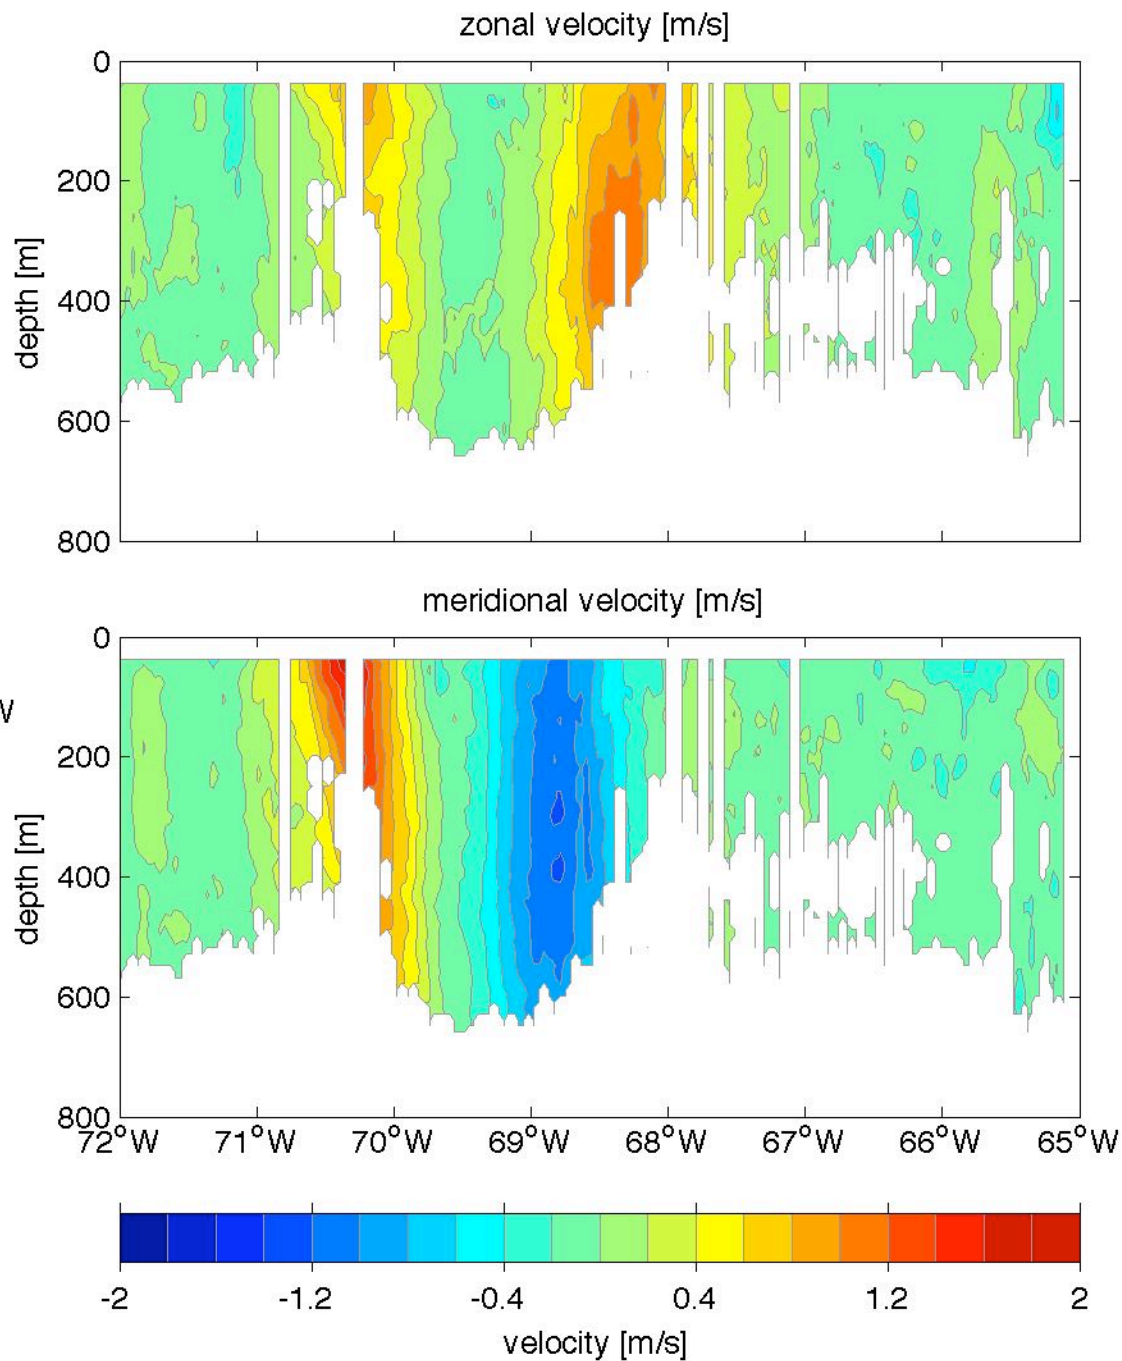 zonal velocity [m/s]
0
200
400
600
800
depth [m]
meridional velocity [m/s]
W
0
200
400
600
800
depth [m]
72°W 71°W 70°W 69°W 68°W 67°W 66°W 65°W
-2 -1.2 -0.4 0.4 1.2 2
velocity [m/s]